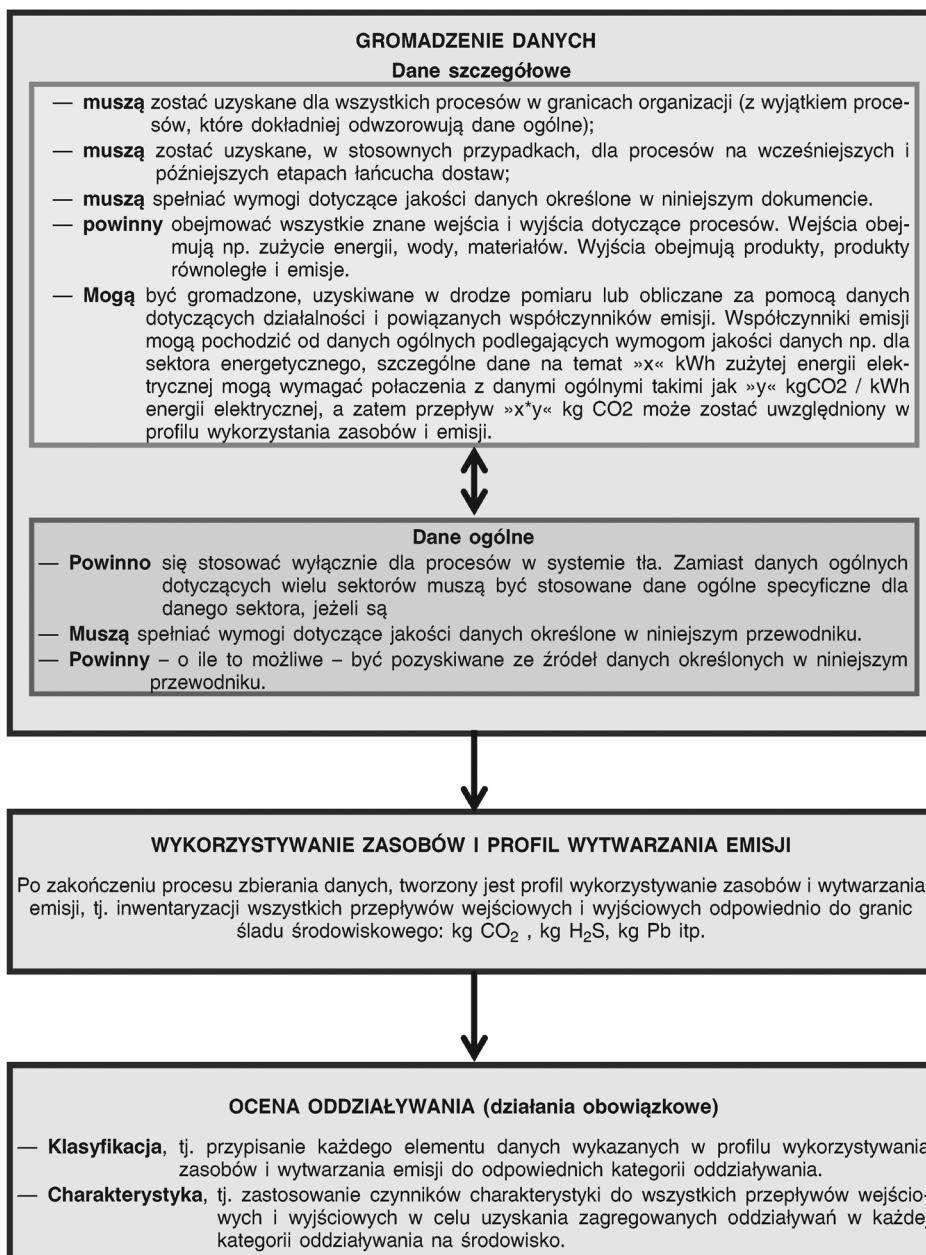 GROMADZENIE DANYCH
Dane szczegółowe
— muszą zostać uzyskane dla wszystkich procesów w granicach organizacji (z wyjątkiem proce-
sów, które dokładniej odwzorowują dane ogólne);
— muszą zostać uzyskane, w stosownych przypadkach, dla procesów na wcześniejszych i
późniejszych etapach łańcucha dostaw;
— muszą spełniać wymogi dotyczące jakości danych określone w niniejszym dokumencie.
— powinny obejmować wszystkie znane wejścia i wyjścia dotyczące procesów. Wejścia obej-
mują np. zużycie energii, wody, materiałów. Wyjścia obejmują produkty, produkty
równoległe i emisje.
— Mogą być gromadzone, uzyskiwane w drodze pomiaru lub obliczane za pomocą danych
dotyczących działalności i powiązanych współczynników emisji. Współczynniki emisji
mogą pochodzić od danych ogólnych podlegających wymogom jakości danych np. dla
sektora energetycznego, szczególne dane na temat »x« kWh zużytej energii elek-
trycznej mogą wymagać połaczenia z danymi ogólnymi takimi jak »y« kgCO2 / kWh
energii elektrycznej, a zatem przepływ »x*y« kg CO2 może zostać uwzględniony w
profilu wykorzystania zasobów i emisji.
Dane ogólne
— Powinno się stosować wyłącznie dla procesów w systemie tła. Zamiast danych ogólnych
dotyczących wielu sektorów muszą być stosowane dane ogólne specyficzne dla
danego sektora, jeżeli są
— Muszą spełniać wymogi dotyczące jakości danych określone w niniejszym przewodniku.
— Powinny – o ile to możliwe – być pozyskiwane ze źródeł danych określonych w niniejszym
przewodniku.
WYKORZYSTYWANIE ZASOBÓW I PROFIL WYTWARZANIA EMISJI
Po zakończeniu procesu zbierania danych, tworzony jest profil wykorzystywanie zasobów i wytwarzania
emisji, tj. inwentaryzacji wszystkich przepływów wejściowych i wyjściowych odpowiednio do granic
śladu środowiskowego: kg CO₂ , kg H₂S, kg Pb itp.
OCENA ODDZIAŁYWANIA (działania obowiązkowe)
— Klasyfikacja, tj. przypisanie każdego elementu danych wykazanych w profilu wykorzystywania
zasobów i wytwarzania emisji do odpowiednich kategorii oddziaływania.
— Charakterystyka, tj. zastosowanie czynników charakterystyki do wszystkich przepływów wejścio-
wych i wyjściowych w celu uzyskania zagregowanych oddziaływań w każdej
kategorii oddziaływania na środowisko.